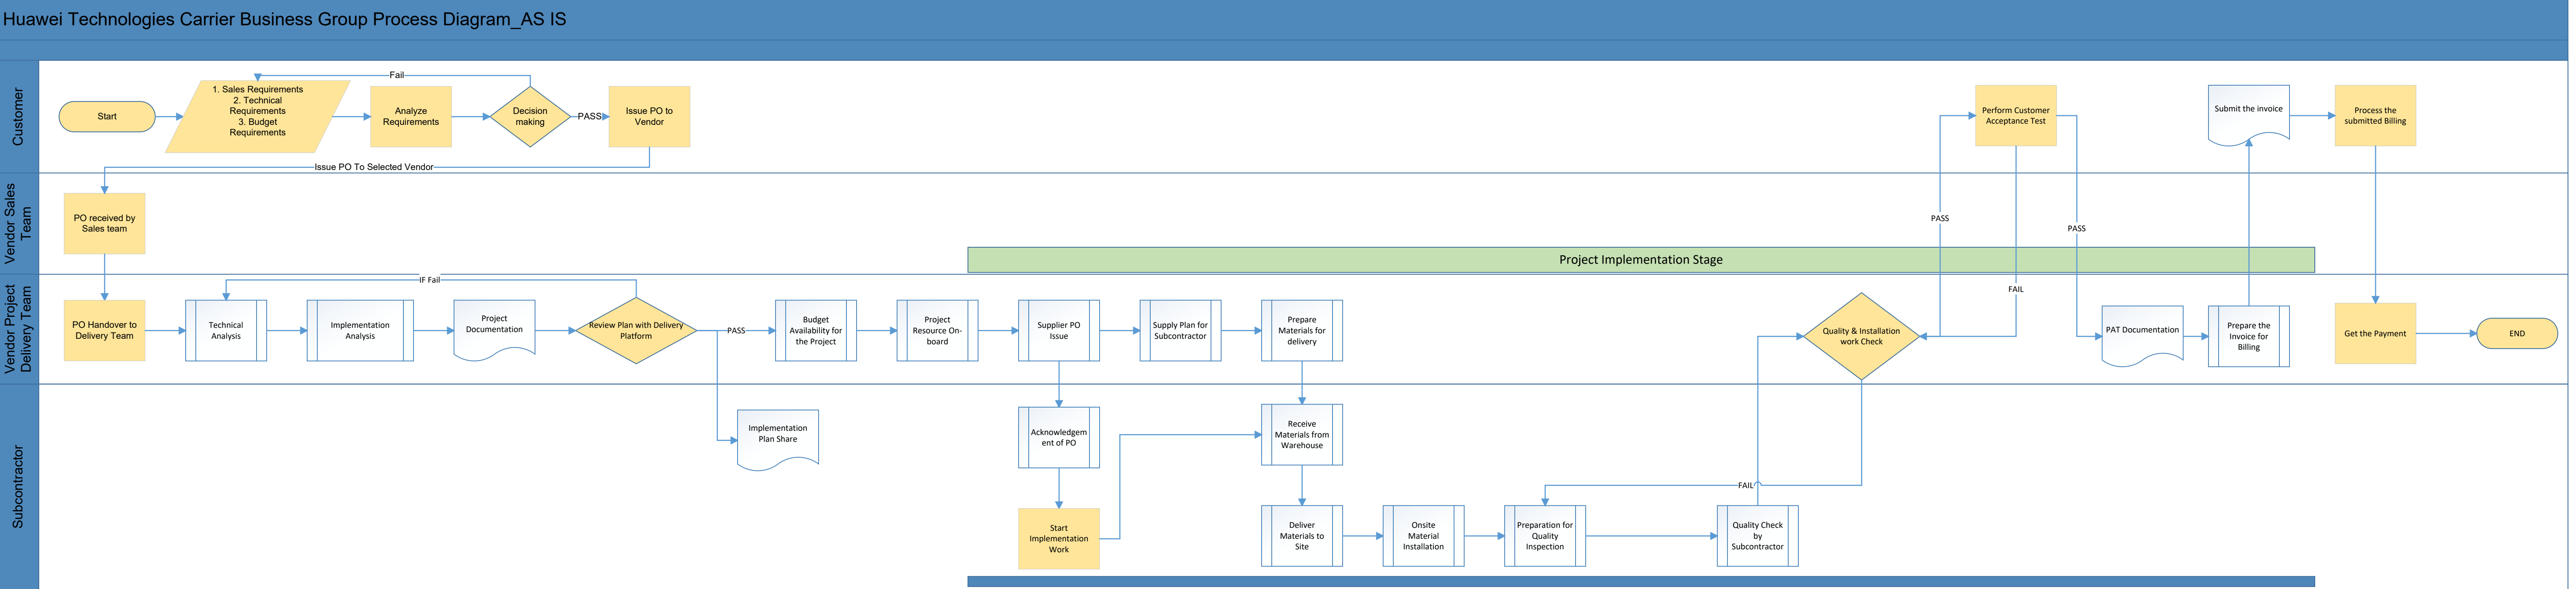 Huawei Technologies Carrier Business Group Process Diagram_AS IS
Customer
Start
1. Sales Requirements
2. Technical
Requirements
3. Budget
Requirements
Fail
Analyze
Requirements
Decision
making
PASS
Issue PO to
Vendor
Issue PO To Selected Vendor
Perform Customer
Acceptance Test
Submit the invoice
Process the
submitted Billing
Vendor Sales
Team
PO received by
Sales team
PASS
PASS
Project Implementation Stage
Vendor Project
Delivery Team
IF Fail
FAIL
PO Handover to
Delivery Team
Technical
Analysis
Implementation
Analysis
Project
Documentation
Review Plan with Delivery
Platform
PASS
Budget
Availability for
the Project
Project
Resource On-
board
Supplier PO
Issue
Supply Plan for
Subcontractor
Prepare
Materials for
delivery
Quality & Installation
work Check
PAT Documentation
Prepare the
Invoice for
Billing
Get the Payment
END
Subcontractor
Implementation
Plan Share
Acknowledgem
ent of PO
Receive
Materials from
Warehouse
FAIL
Start
Implementation
Work
Deliver
Materials to
Site
Onsite
Material
Installation
Preparation for
Quality
Inspection
Quality Check
by
Subcontractor